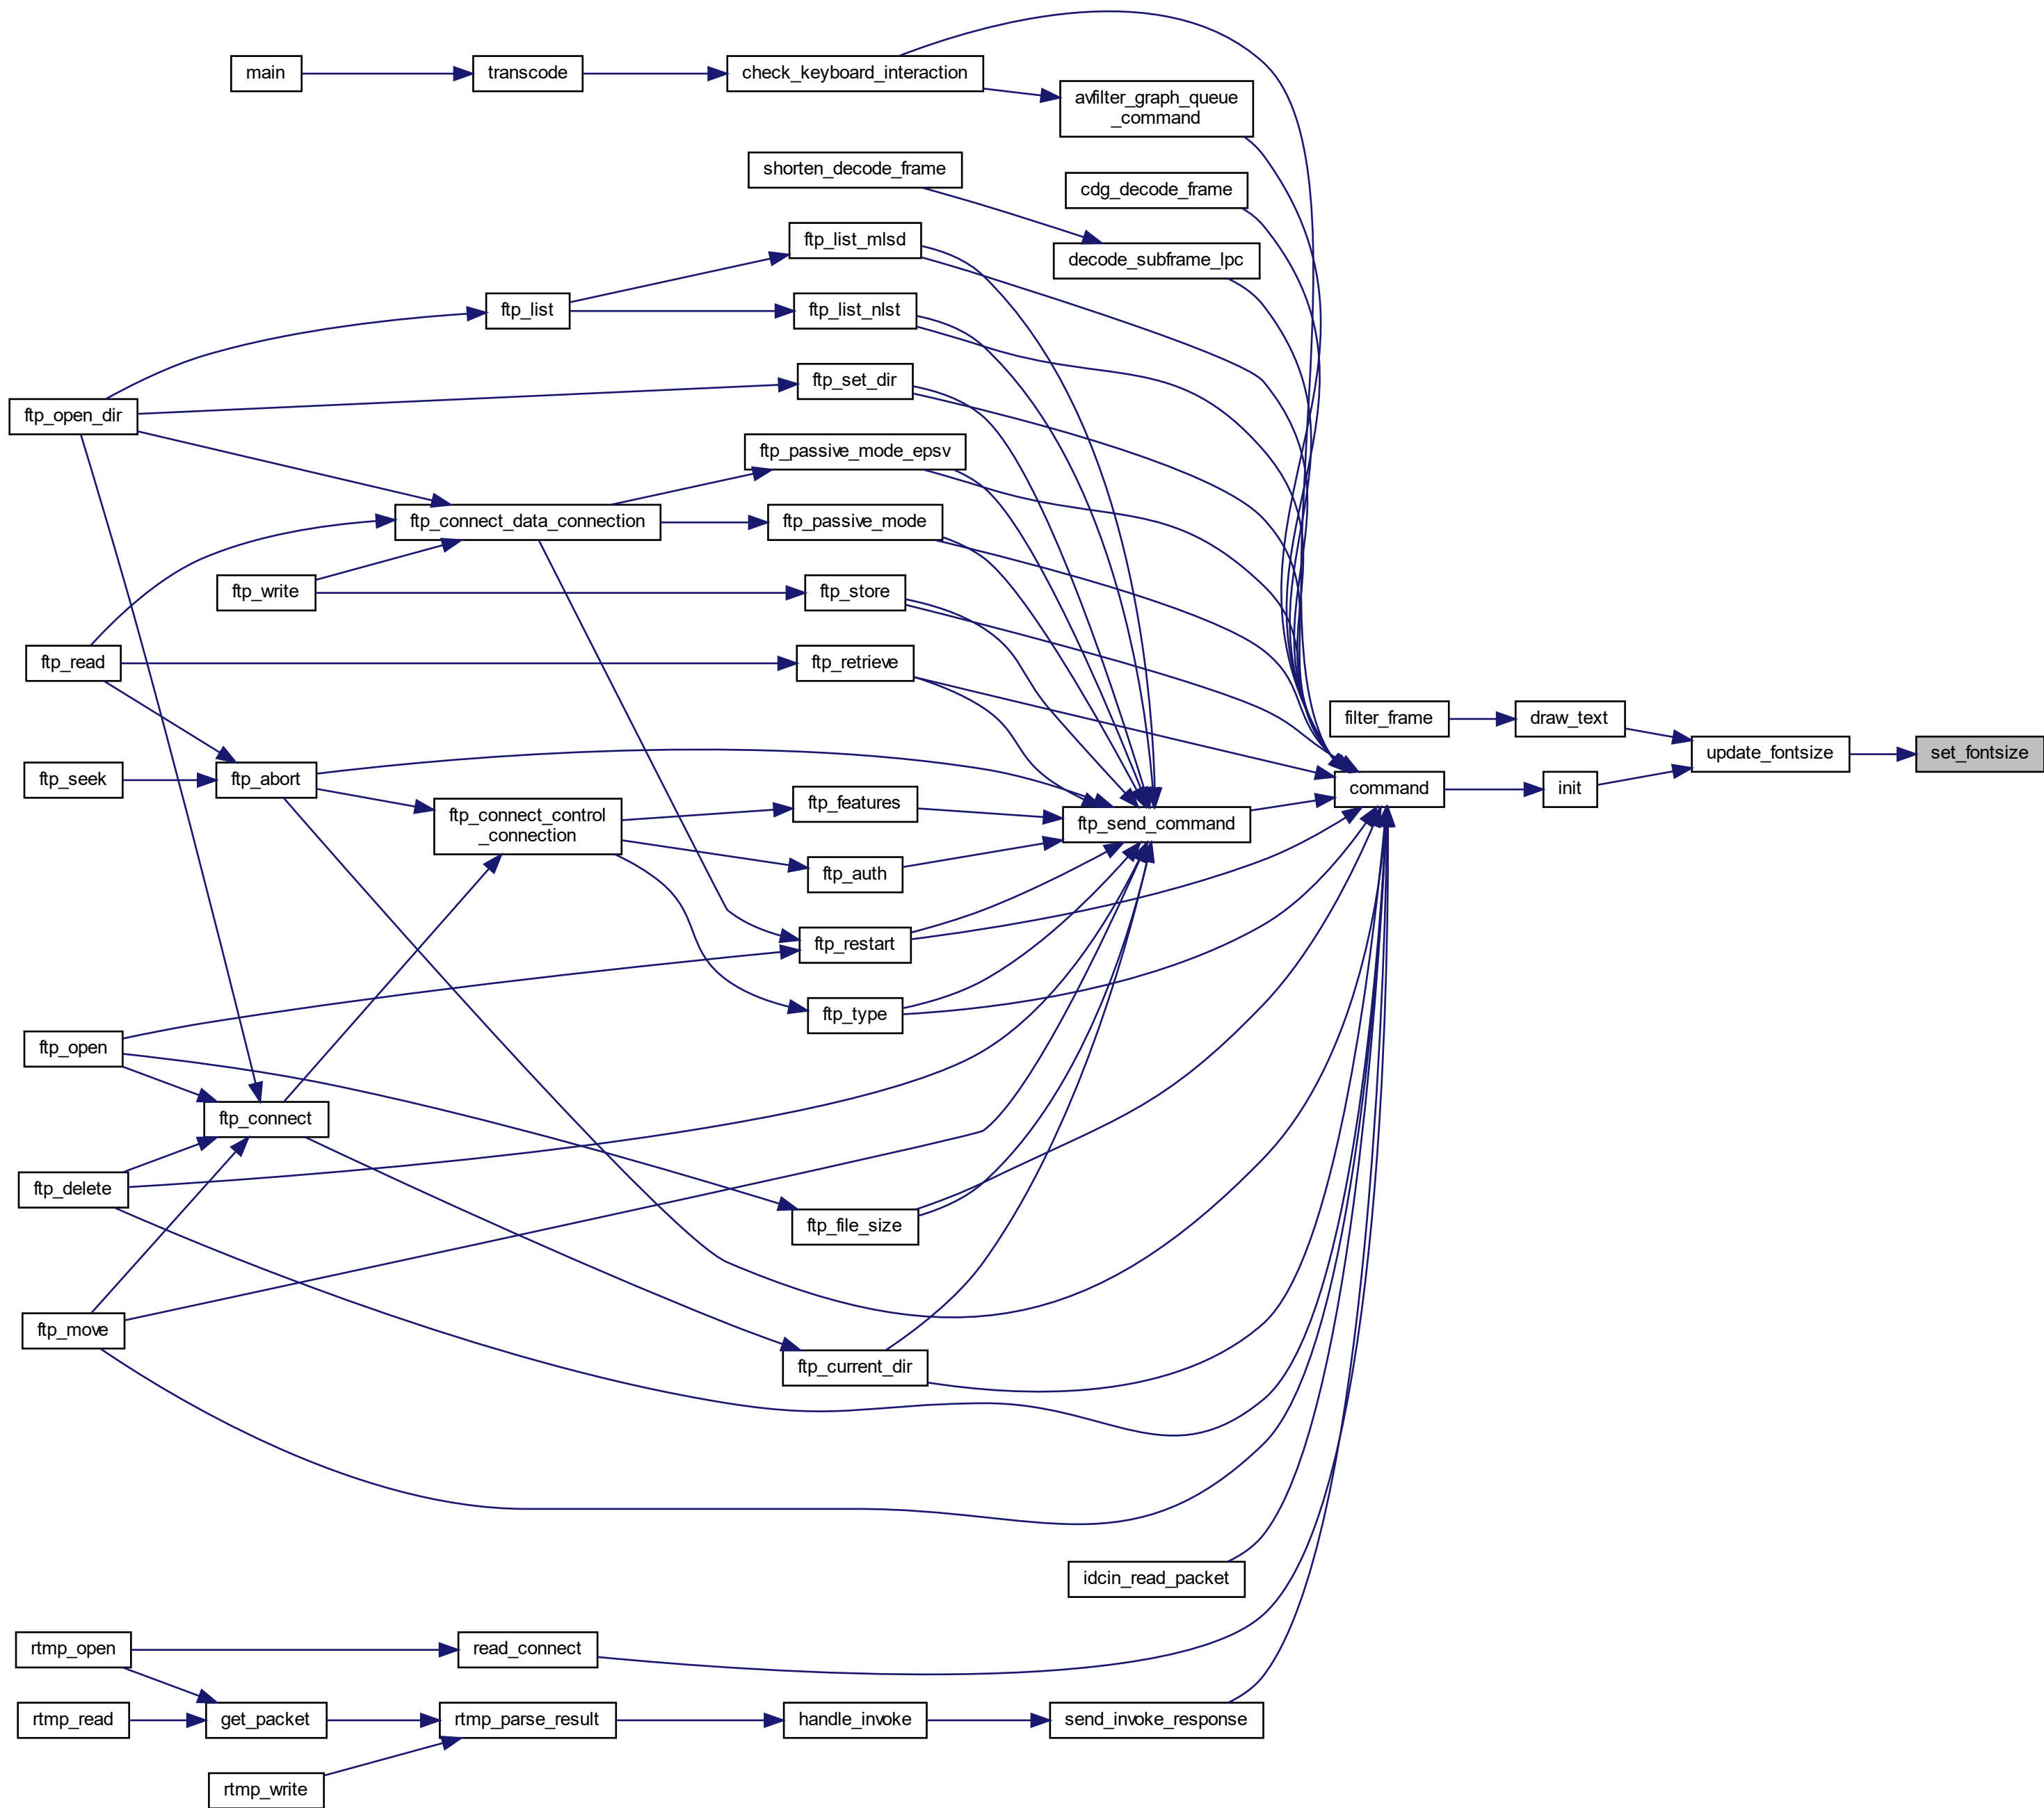 main
transcode
check_keyboard_interaction
avfilter_graph_queue
_command
shorten_decode_frame
cdg_decode_frame
ftp_list_mlsd
decode_subframe_lpc
ftp_list
ftp_list_nlst
ftp_set_dir
ftp_open_dir
ftp_passive_mode_epsv
ftp_connect_data_connection
ftp_passive_mode
ftp_write
ftp_store
ftp_read
ftp_retrieve
filter_frame
draw_text
update_fontsize
set_fontsize
ftp_seek
ftp_abort
command
init
ftp_connect_control
_connection
ftp_features
ftp_send_command
ftp_auth
ftp_restart
ftp_type
ftp_open
ftp_connect
ftp_delete
ftp_file_size
ftp_move
ftp_current_dir
idcin_read_packet
rtmp_open
read_connect
rtmp_read
get_packet
rtmp_parse_result
handle_invoke
send_invoke_response
rtmp_write